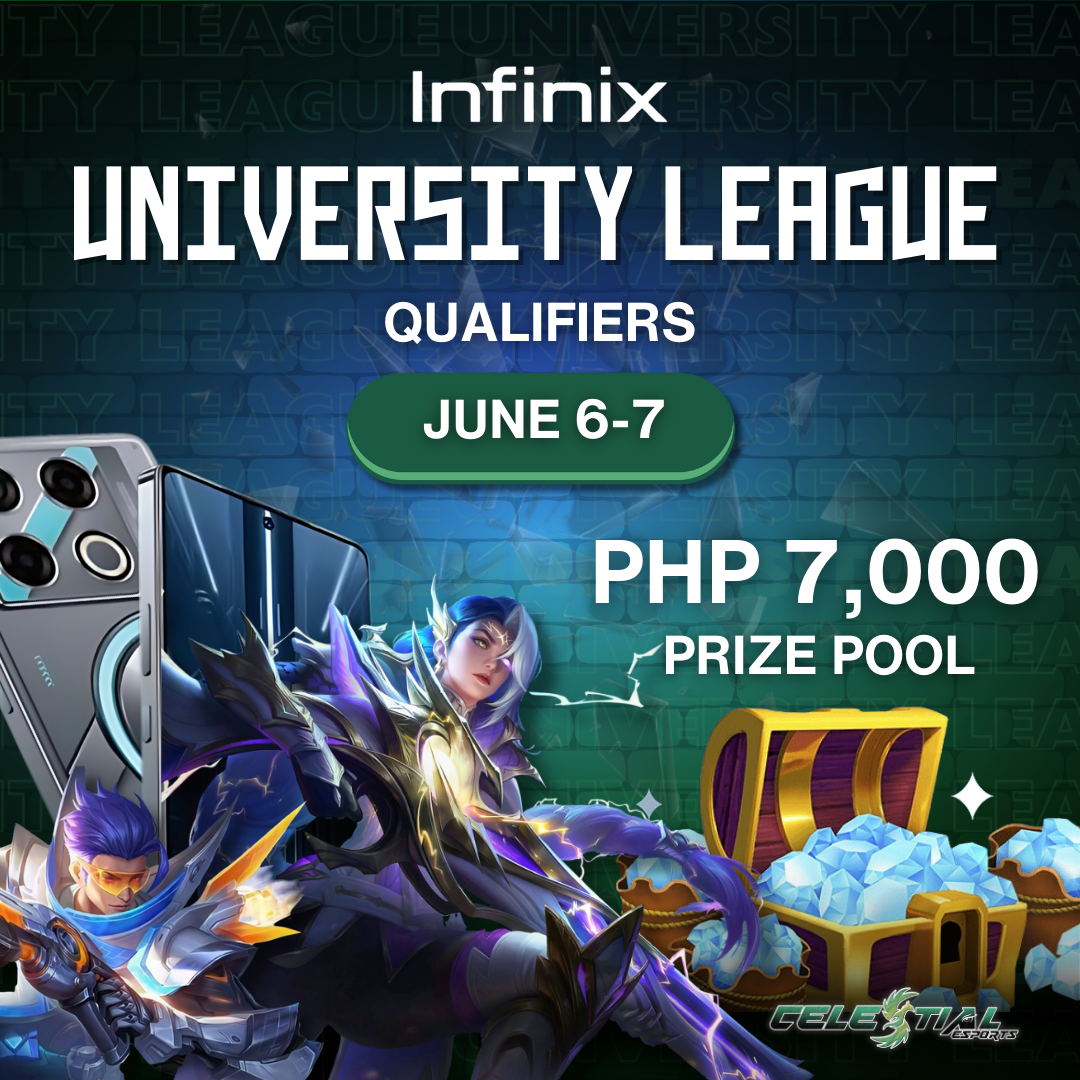 Infinix
UNIVERSITY LEAGUE
QUALIFIERS
JUNE 6-7
PHP 7,000
PRIZE POOL
CELESTIAL
ESPORTS